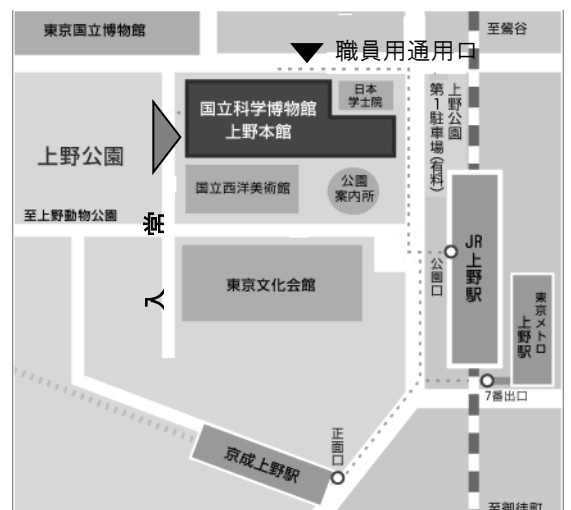 東京国立博物館
至鶯谷
職員用通用口
国立科学博物館
上野本館
日本
学士院
上野公園
第1駐車場(有料)
上野公園
国立西洋美術館
公園
案内所
至上野動物公園
常
人
東京文化会館
JR上野駅
公園口
東京メトロ
上野駅
7番出口
正面口
京成上野駅
至御徒町